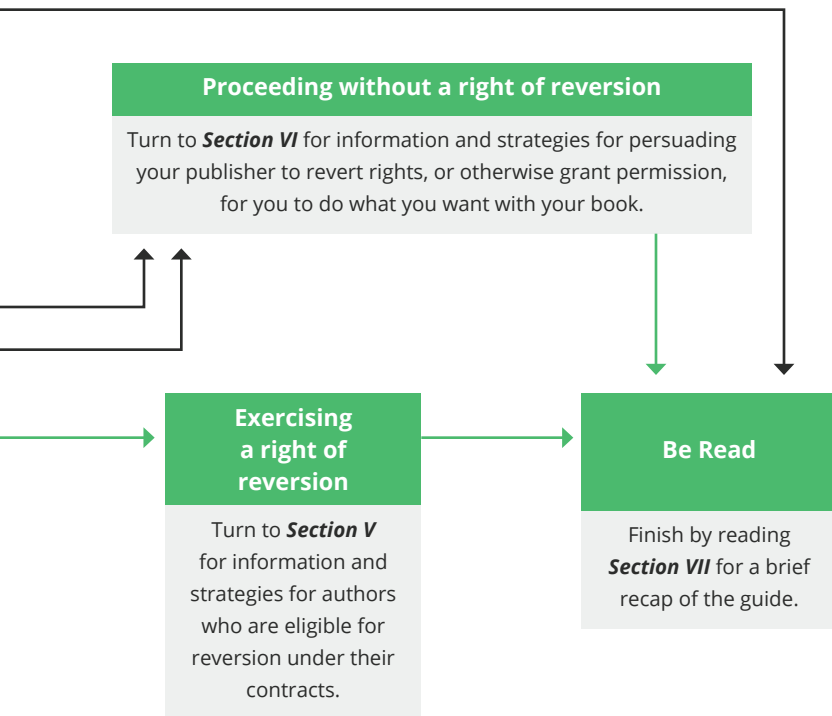 Proceeding without a right of reversion
Turn to Section VI for information and strategies for persuading
your publisher to revert rights, or otherwise grant permission,
for you to do what you want with your book.
Exercising
a right of
reversion
Turn to Section V
for information and
strategies for authors
who are eligible for
reversion under their
contracts.
Be Read
Finish by reading
Section VII for a brief
recap of the guide.